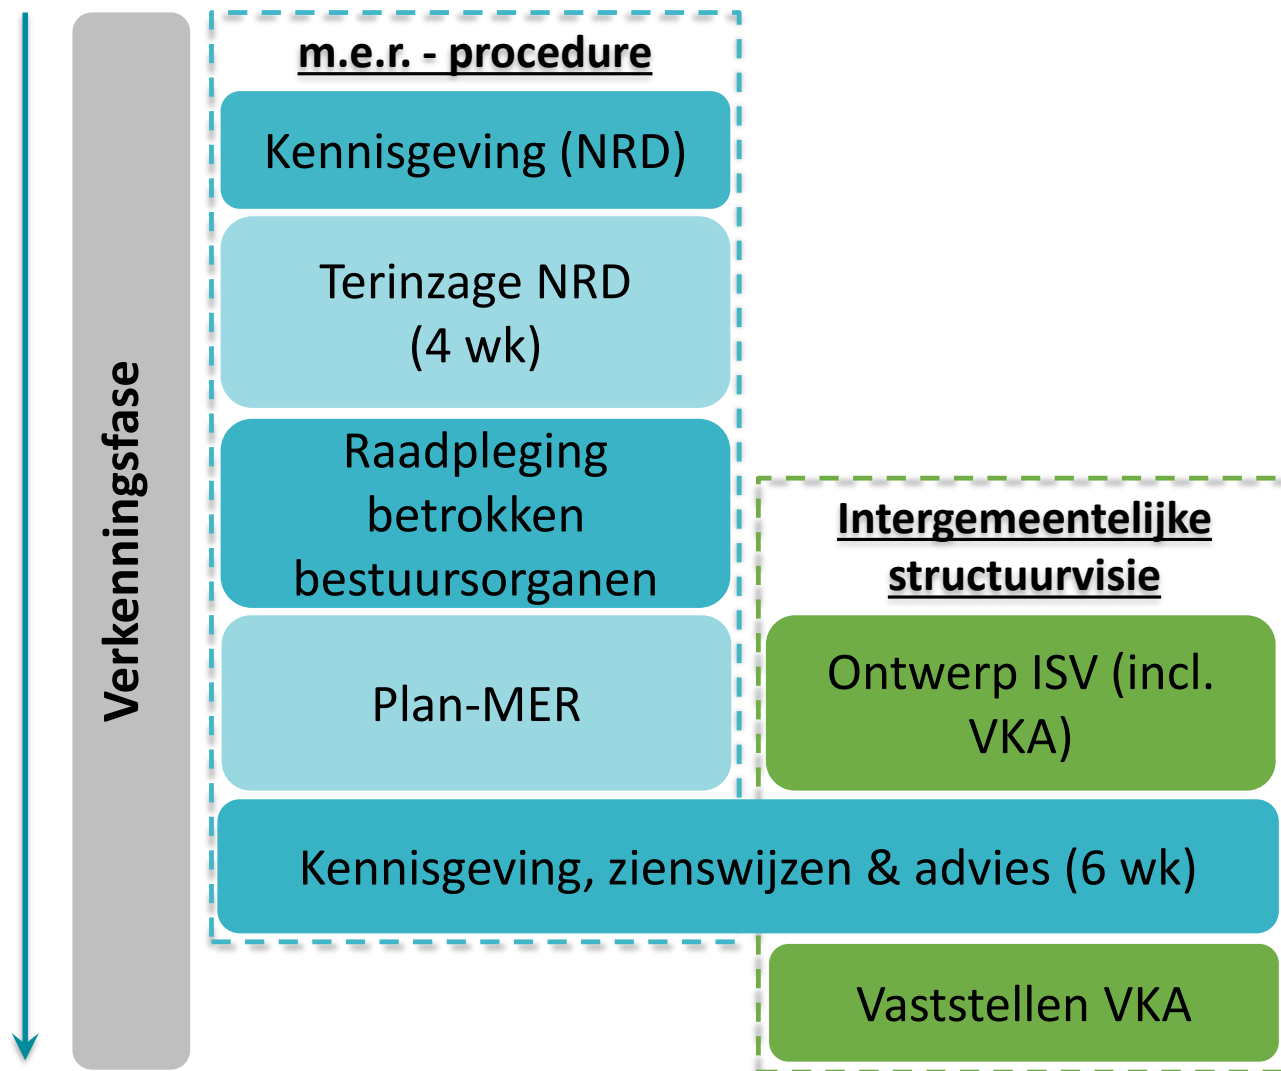 Verkenningsfase
m.e.r. - procedure
Kennisgeving (NRD)
Terinzage NRD
(4 wk)
Raadpleging
betrokken
bestuursorganen
Plan-MER
Intergemeentelijke
structuurvisie
Ontwerp ISV (incl.
VKA)
Kennisgeving, zienswijzen & advies (6 wk)
Vaststellen VKA